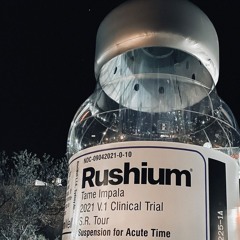 NDC-09042021-0-10
Rushium
Tame Impala
2021 V.1 Clinical Trial
S.R. Tour
Suspension for Acute Time